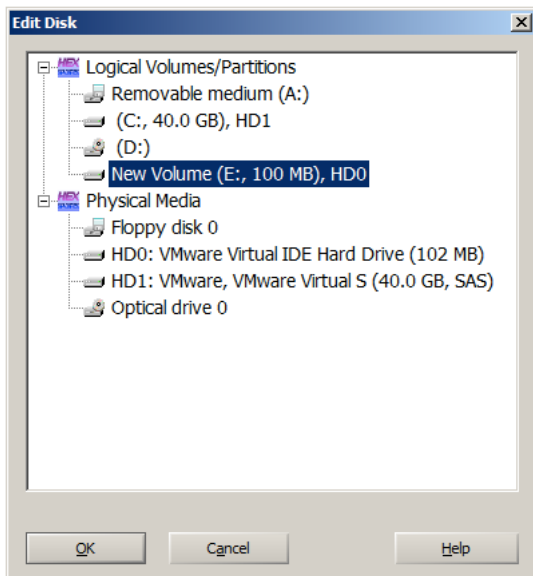 Edit Disk
HEX Logical Volumes/Partitions
Removable medium (A:)
(C:, 40.0 GB), HD1
(D:)
New Volume (E:, 100 MB), HD0
HEX Physical Media
Floppy disk 0
HD0: VMware Virtual IDE Hard Drive (102 MB)
HD1: VMware, VMware Virtual S (40.0 GB, SAS)
Optical drive 0
OK Cancel Help